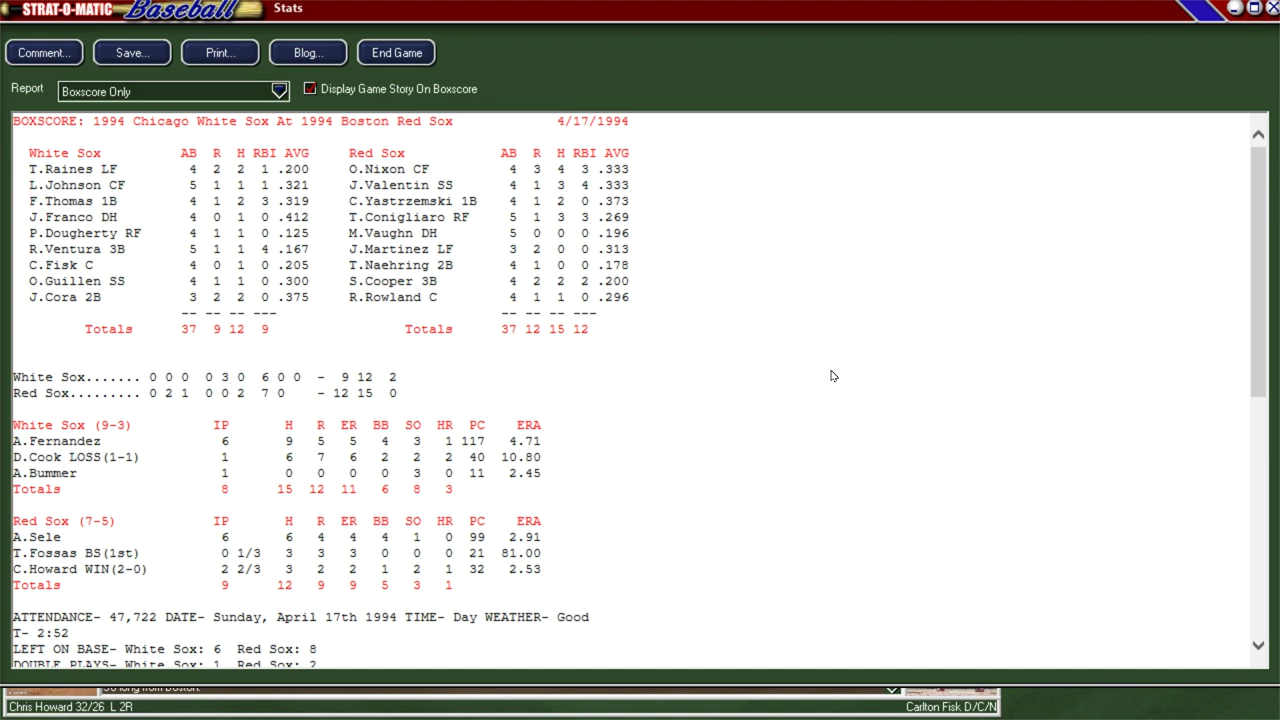 STRAT-O-MATIC Baseball Stats
Comment... Save... Print... Blog... End Game
Report Boxscore Only Display Game Story On Boxscore
BOXSCORE: 1994 Chicago White Sox At 1994 Boston Red Sox 4/17/1994
White Sox AB R H RBI AVG Red Sox AB R H RBI AVG
T.Raines LF 4 2 2 1 .200 O.Nixon CF 4 3 4 3 .333
L.Johnson CF 5 1 1 1 .321 J.Valentin SS 4 1 3 4 .333
F.Thomas 1B 4 1 2 3 .319 C.Yastrzemski 1B 4 1 2 0 .373
J.Franco DH 4 0 1 0 .412 T.Conigliaro RF 5 1 3 3 .269
P.Dougherty RF 4 1 1 0 .125 M.Vaughn DH 5 0 0 0 .196
R.Ventura 3B 5 1 1 4 .167 J.Martinez LF 3 2 0 0 .313
C.Fisk C 4 0 1 0 .205 T.Naehring 2B 4 1 0 0 .178
O.Guillen SS 4 1 1 0 .300 S.Cooper 3B 4 2 2 2 .200
J.Cora 2B 3 2 2 0 .375 R.Rowland C 4 1 1 0 .296
-- -- -- --- -- -- -- ---
Totals 37 9 12 9 Totals 37 12 15 12
White Sox....... 0 0 0 0 3 0 6 0 0 - 9 12 2
Red Sox......... 0 2 1 0 0 2 7 0 - 12 15 0
White Sox (9-3) IP H R ER BB SO HR PC ERA
A.Fernandez 6 9 5 5 4 3 1 117 4.71
D.Cook LOSS(1-1) 1 6 7 6 2 2 2 40 10.80
A.Bummer 1 0 0 0 0 3 0 11 2.45
Totals 8 15 12 11 6 8 3
Red Sox (7-5) IP H R ER BB SO HR PC ERA
A.Sele 6 6 4 4 4 1 0 99 2.91
T.Fossas BS(1st) 0 1/3 3 3 3 0 0 0 21 81.00
C.Howard WIN(2-0) 2 2/3 3 2 2 1 2 1 32 2.53
Totals 9 12 9 9 5 3 1
ATTENDANCE- 47,722 DATE- Sunday, April 17th 1994 TIME- Day WEATHER- Good
T- 2:52
LEFT ON BASE- White Sox: 6 Red Sox: 8
DOUBLE PLAYS- White Sox: 1 Red Sox: 2
So long from Boston.
Chris Howard 32/26 L 2R Carlton Fisk D/C/N